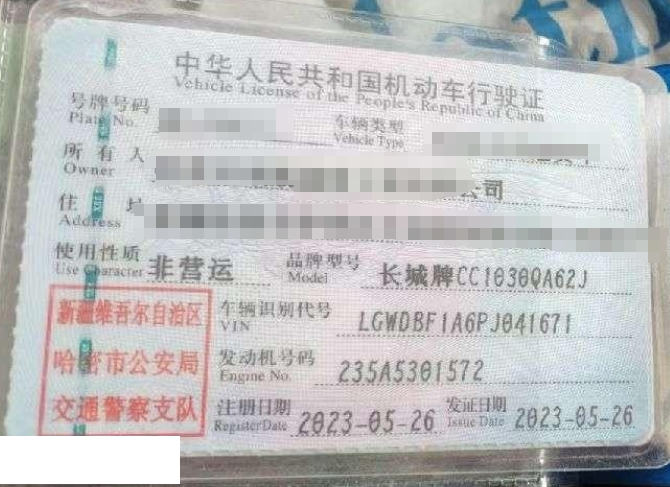 中华人民共和国机动车行驶证
Vehicle License of the People's Republic of China
号牌号码 车辆类型
Plate No. Vehicle Type
所有人 公司
Owner
住址
Address
使用性质 非营运 品牌型号 长城牌CC1030QA62J
Use Character Model
新疆维吾尔自治区 车辆识别代号 LGWDBF1A6PJ041671
VIN
哈密市公安局 发动机号码 235A5301572
Engine No.
交通警察支队 注册日期 2023-05-26 发证日期 2023-05-26
Register Date Issue Date